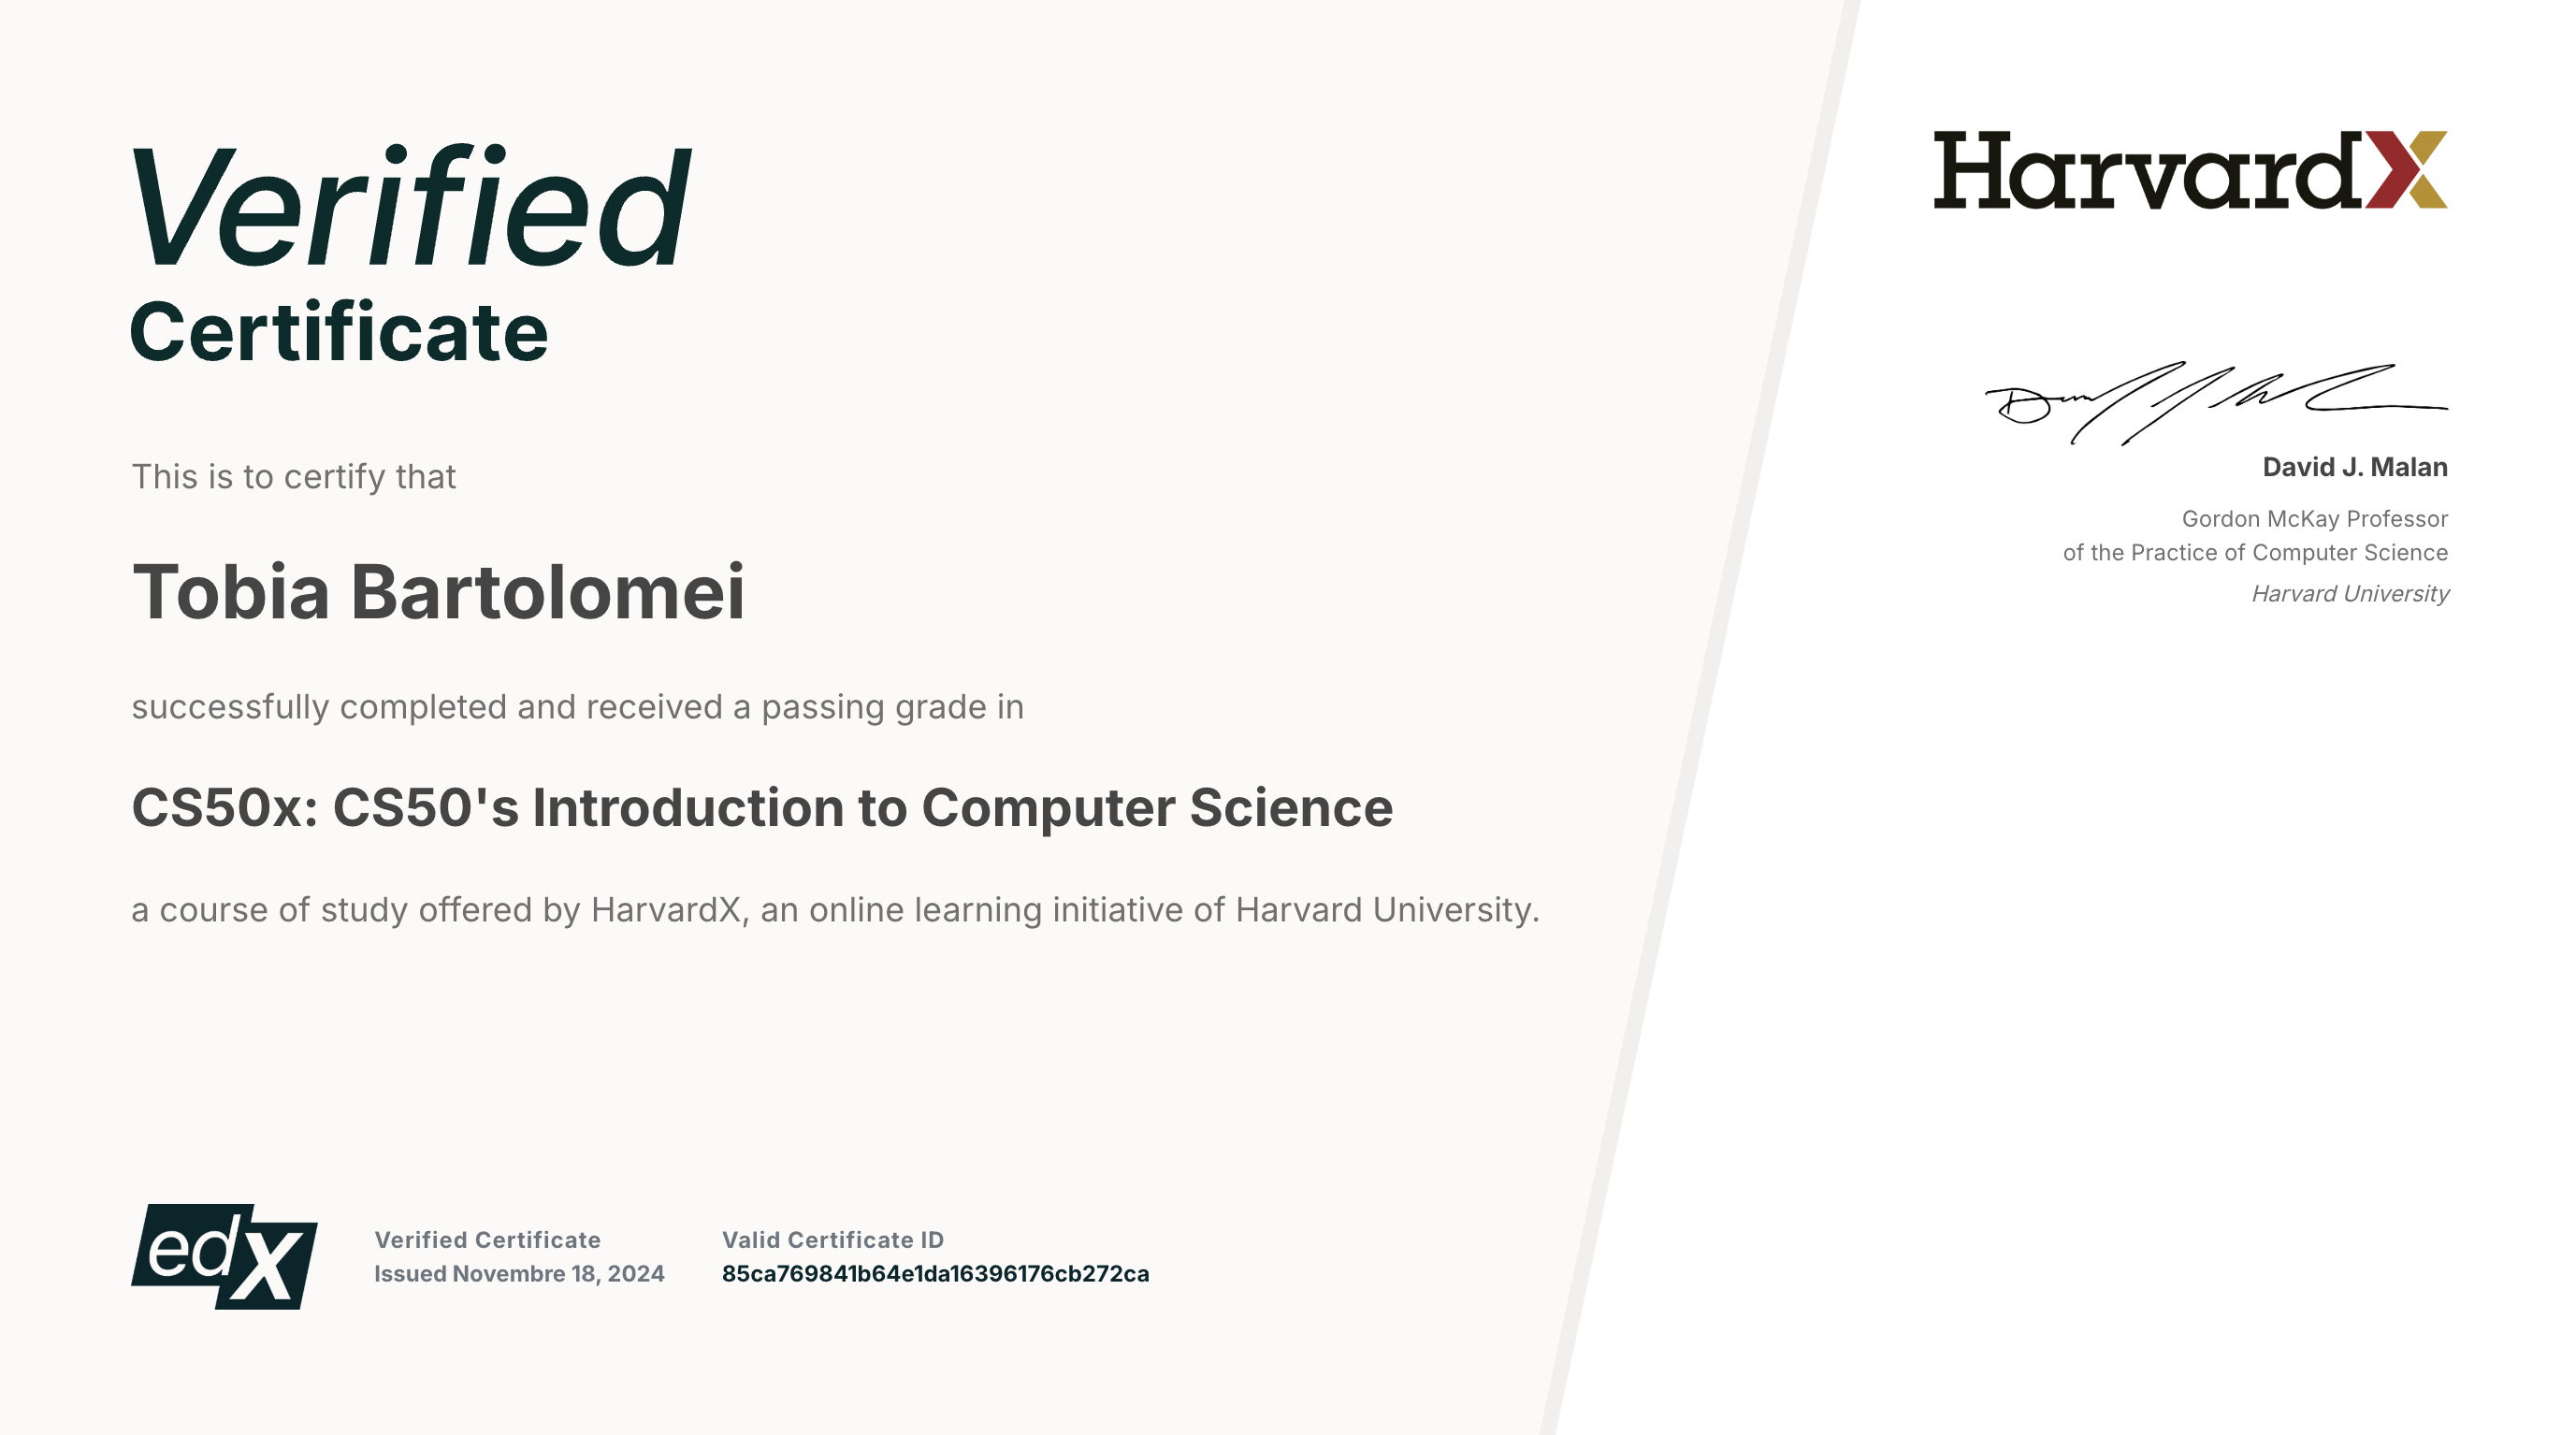 Verified
Certificate
This is to certify that
Tobia Bartolomei
successfully completed and received a passing grade in
CS50x: CS50's Introduction to Computer Science
a course of study offered by HarvardX, an online learning initiative of Harvard University.
HarvardX
David J. Malan
Gordon McKay Professor
of the Practice of Computer Science
Harvard University
edX
Verified Certificate
Issued Novembre 18, 2024
Valid Certificate ID
85ca769841b64e1da16396176cb272ca